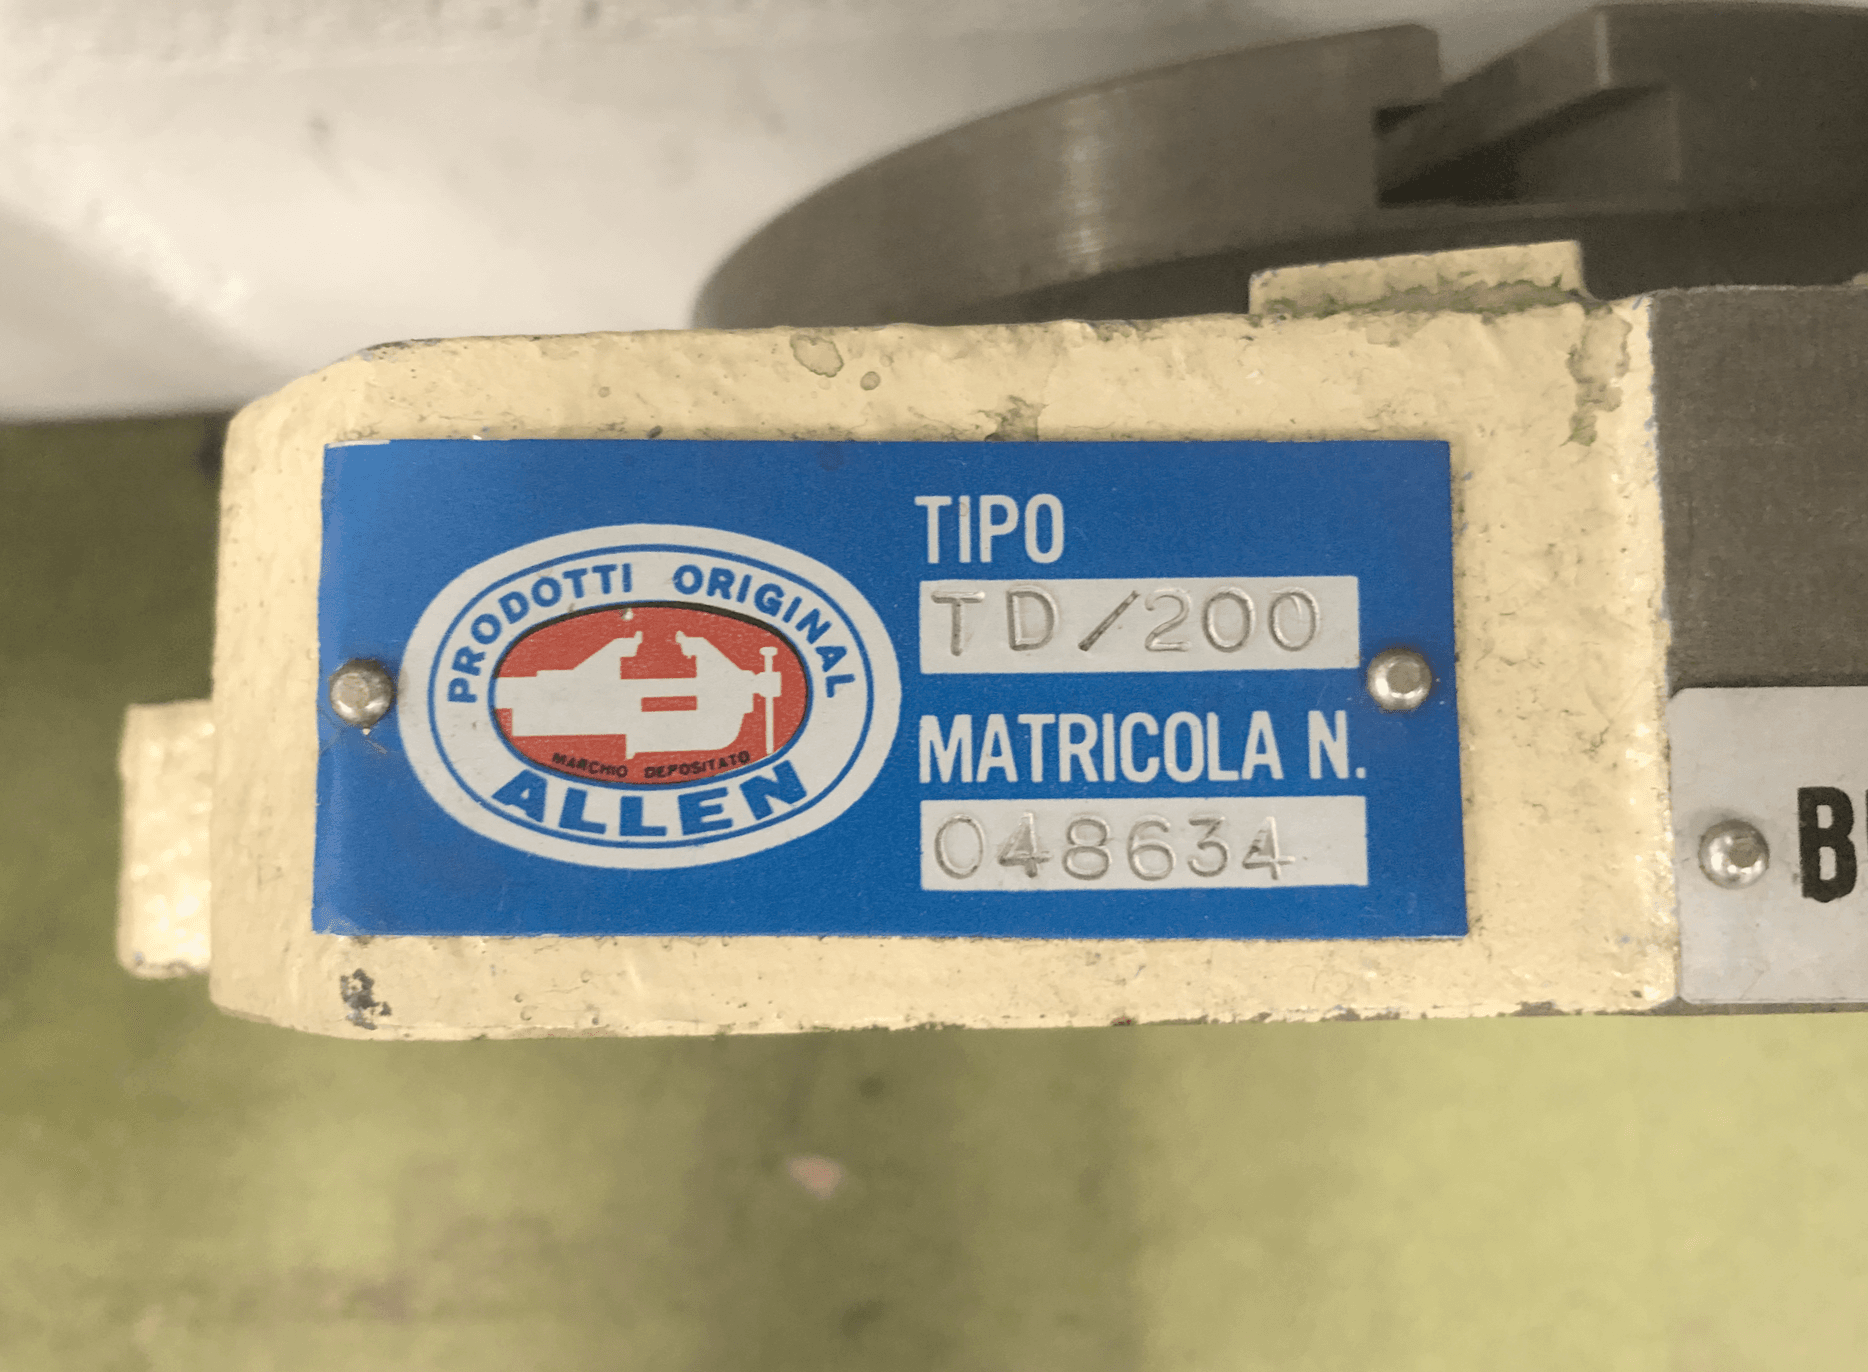 PRODOTTI ORIGINAL
MARCHIO DEPOSITATO
ALLEN
TIPO
TD/200
MATRICOLA N.
048634